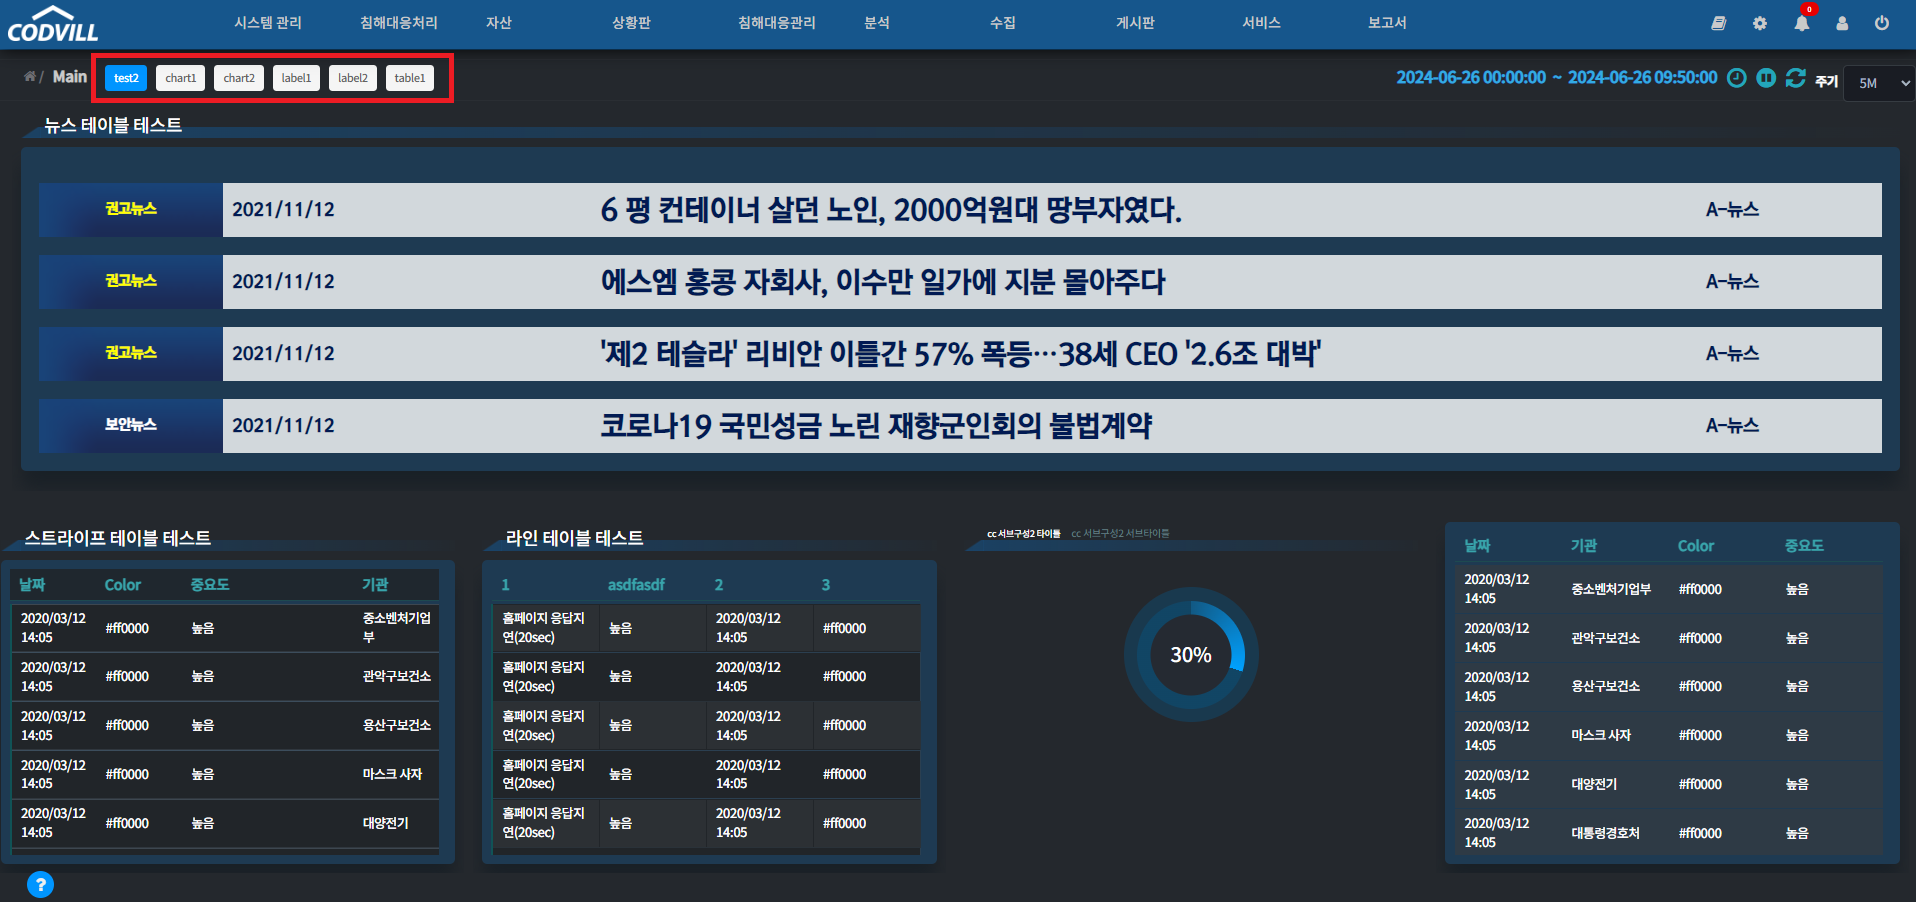 CODVILL
시스템 관리 침해대응처리 자산 상황판 침해대응관리 분석 수집 게시판 서비스 보고서
0
/ Main test2 chart1 chart2 label1 label2 table1
2024-06-26 00:00:00 ~ 2024-06-26 09:50:00 주기 5M
뉴스 테이블 테스트
권고뉴스 2021/11/12 6 평 컨테이너 살던 노인, 2000억원대 땅부자였다. A-뉴스
권고뉴스 2021/11/12 에스엠 홍콩 자회사, 이수만 일가에 지분 몰아주다 A-뉴스
권고뉴스 2021/11/12 '제2 테슬라' 리비안 이틀간 57% 폭등…38세 CEO '2.6조 대박' A-뉴스
보안뉴스 2021/11/12 코로나19 국민성금 노린 재향군인회의 불법계약 A-뉴스
스트라이프 테이블 테스트
날짜 Color 중요도 기관
2020/03/12 14:05 #ff0000 높음 중소벤처기업부
2020/03/12 14:05 #ff0000 높음 관악구보건소
2020/03/12 14:05 #ff0000 높음 용산구보건소
2020/03/12 14:05 #ff0000 높음 마스크 사자
2020/03/12 14:05 #ff0000 높음 대양전기
라인 테이블 테스트
1 asdfasdf 2 3
홈페이지 응답지연(20sec) 높음 2020/03/12 14:05 #ff0000
홈페이지 응답지연(20sec) 높음 2020/03/12 14:05 #ff0000
홈페이지 응답지연(20sec) 높음 2020/03/12 14:05 #ff0000
홈페이지 응답지연(20sec) 높음 2020/03/12 14:05 #ff0000
홈페이지 응답지연(20sec) 높음 2020/03/12 14:05 #ff0000
cc 서브구성2 타이틀 cc 서브구성2 서브타이틀
30%
날짜 기관 Color 중요도
2020/03/12 14:05 중소벤처기업부 #ff0000 높음
2020/03/12 14:05 관악구보건소 #ff0000 높음
2020/03/12 14:05 용산구보건소 #ff0000 높음
2020/03/12 14:05 마스크 사자 #ff0000 높음
2020/03/12 14:05 대양전기 #ff0000 높음
2020/03/12 14:05 대통령경호처 #ff0000 높음
?